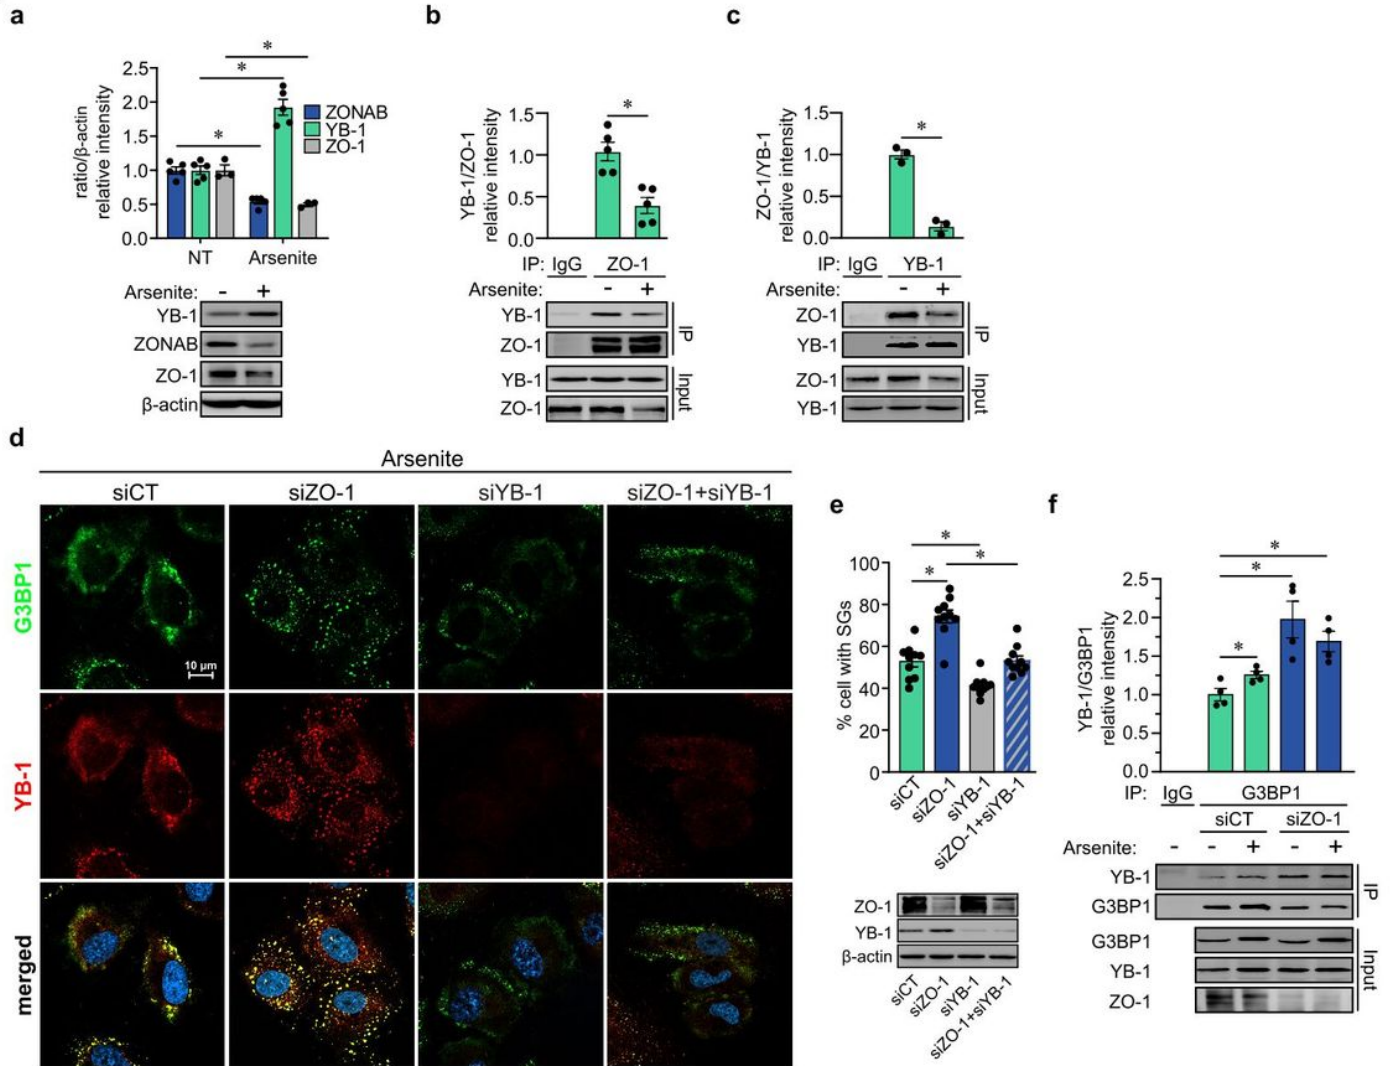 a
ratio/β-actin
relative intensity
2.5
2.0
1.5
1.0
0.5
0.0
*
*
*
ZONAB
YB-1
ZO-1
NT Arsenite
Arsenite: - +
YB-1
ZONAB
ZO-1
β-actin
b
YB-1/ZO-1
relative intensity
1.5
1.0
0.5
0.0
*
IP: IgG ZO-1
Arsenite: - +
YB-1
ZO-1
IP
YB-1
ZO-1
Input
c
ZO-1/YB-1
relative intensity
1.5
1.0
0.5
0.0
*
IP: IgG YB-1
Arsenite: - +
ZO-1
YB-1
IP
ZO-1
YB-1
Input
d
Arsenite
siCT siZO-1 siYB-1 siZO-1+siYB-1
G3BP1
10 µm
YB-1
merged
e
% cell with SGs
100
80
60
40
20
0
*
*
*
siCT siZO-1 siYB-1 siZO-1+siYB-1
ZO-1
YB-1
β-actin
siCT siZO-1 siYB-1 siZO-1+siYB-1
f
YB-1/G3BP1
relative intensity
2.5
2.0
1.5
1.0
0.5
0.0
*
*
*
IP: IgG G3BP1
siCT siZO-1
Arsenite: - - + - +
YB-1
G3BP1
IP
G3BP1
YB-1
ZO-1
Input